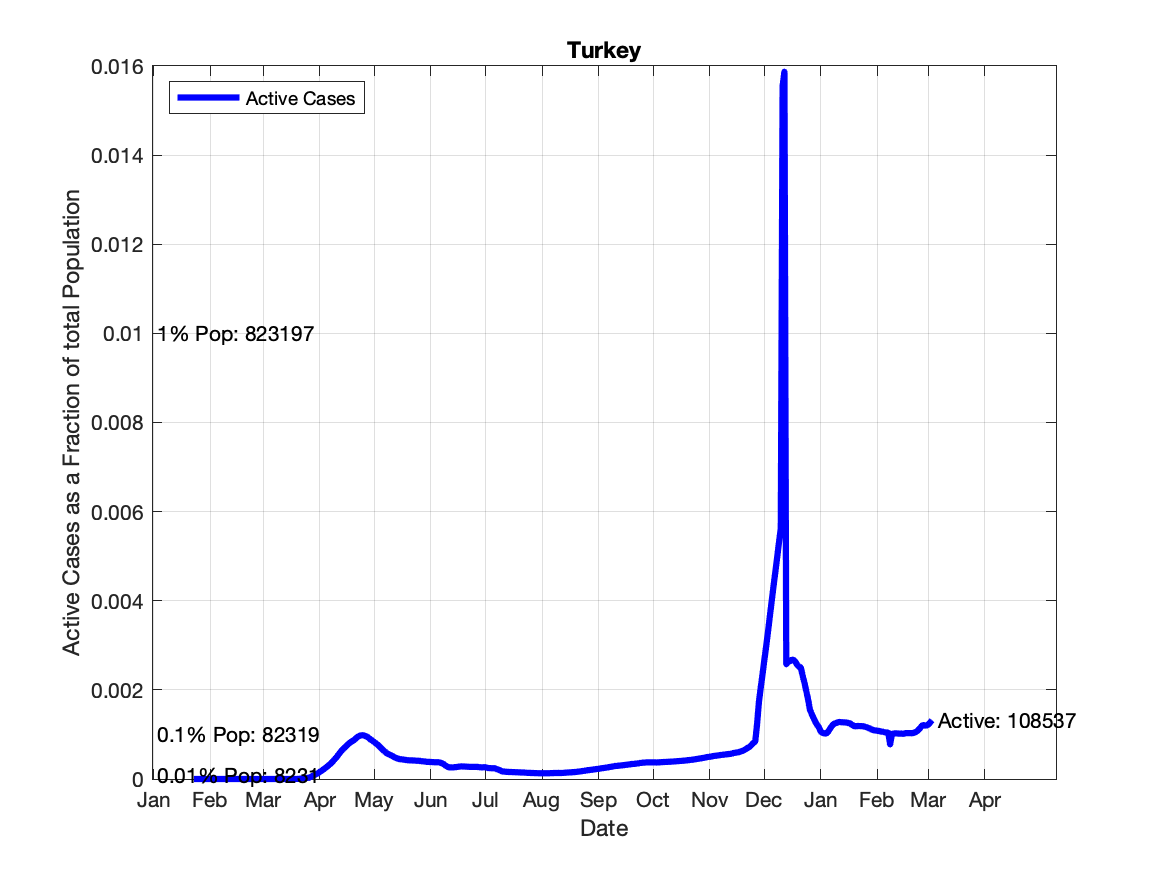 Turkey
0.016
Active Cases
0.014
0.012
0.01
1% Pop: 823197
0.008
0.006
0.004
0.002
Active: 108537
0.1% Pop: 82319
0
0.01% Pop: 8231
Jan Feb Mar Apr May Jun Jul Aug Sep Oct Nov Dec Jan Feb Mar Apr
Date
Active Cases as a Fraction of total Population